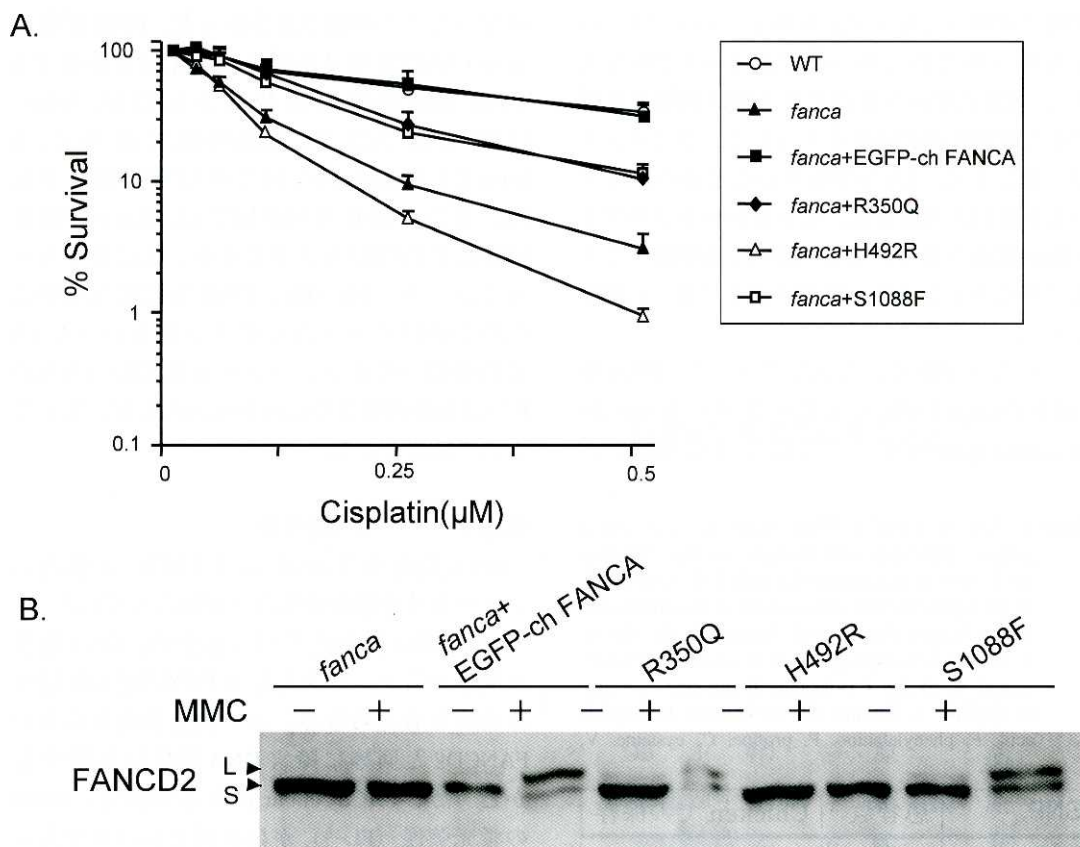 A.
100
10
1
0.1
% Survival
0
0.25
0.5
Cisplatin(µM)
WT
fanca
fanca+EGFP-ch FANCA
fanca+R350Q
fanca+H492R
fanca+S1088F
B.
fanca
fanca+
EGFP-ch FANCA
R350Q
H492R
S1088F
MMC − + − + − + − + − +
FANCD2
L
S